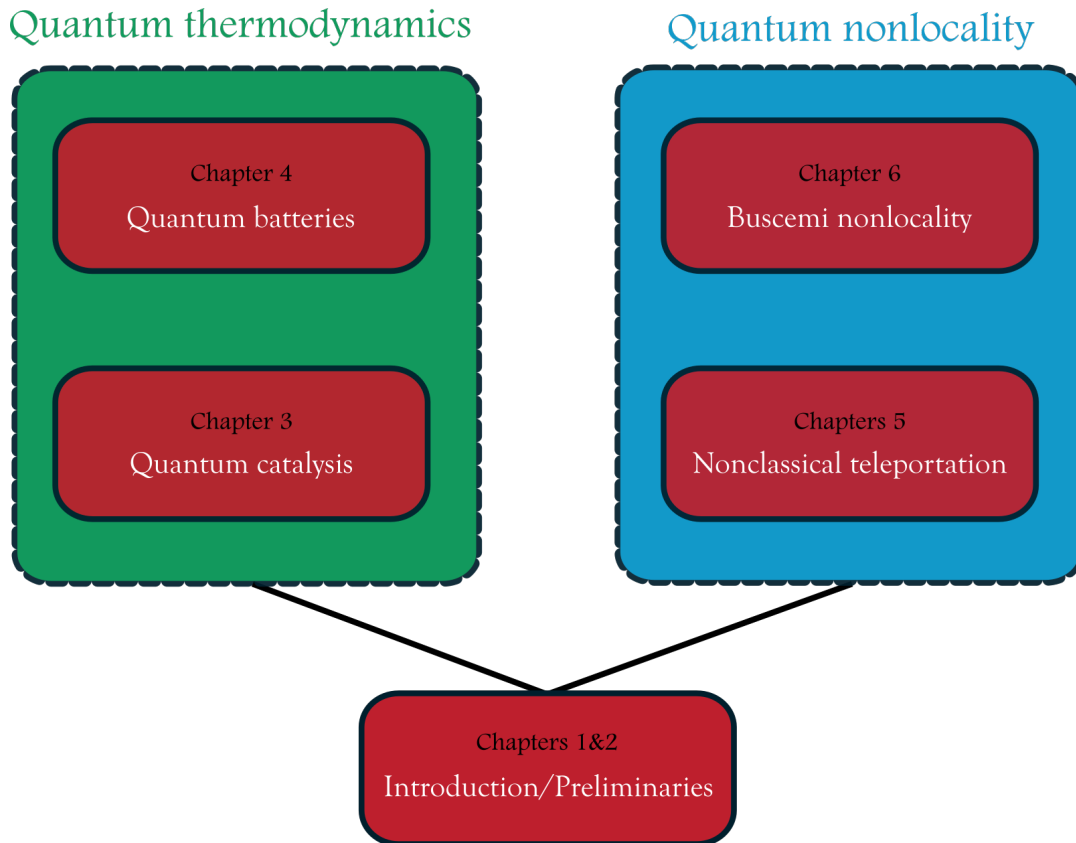 Quantum thermodynamics
Chapter 4
Quantum batteries
Chapter 3
Quantum catalysis
Quantum nonlocality
Chapter 6
Buscemi nonlocality
Chapters 5
Nonclassical teleportation
Chapters 1&2
Introduction/Preliminaries